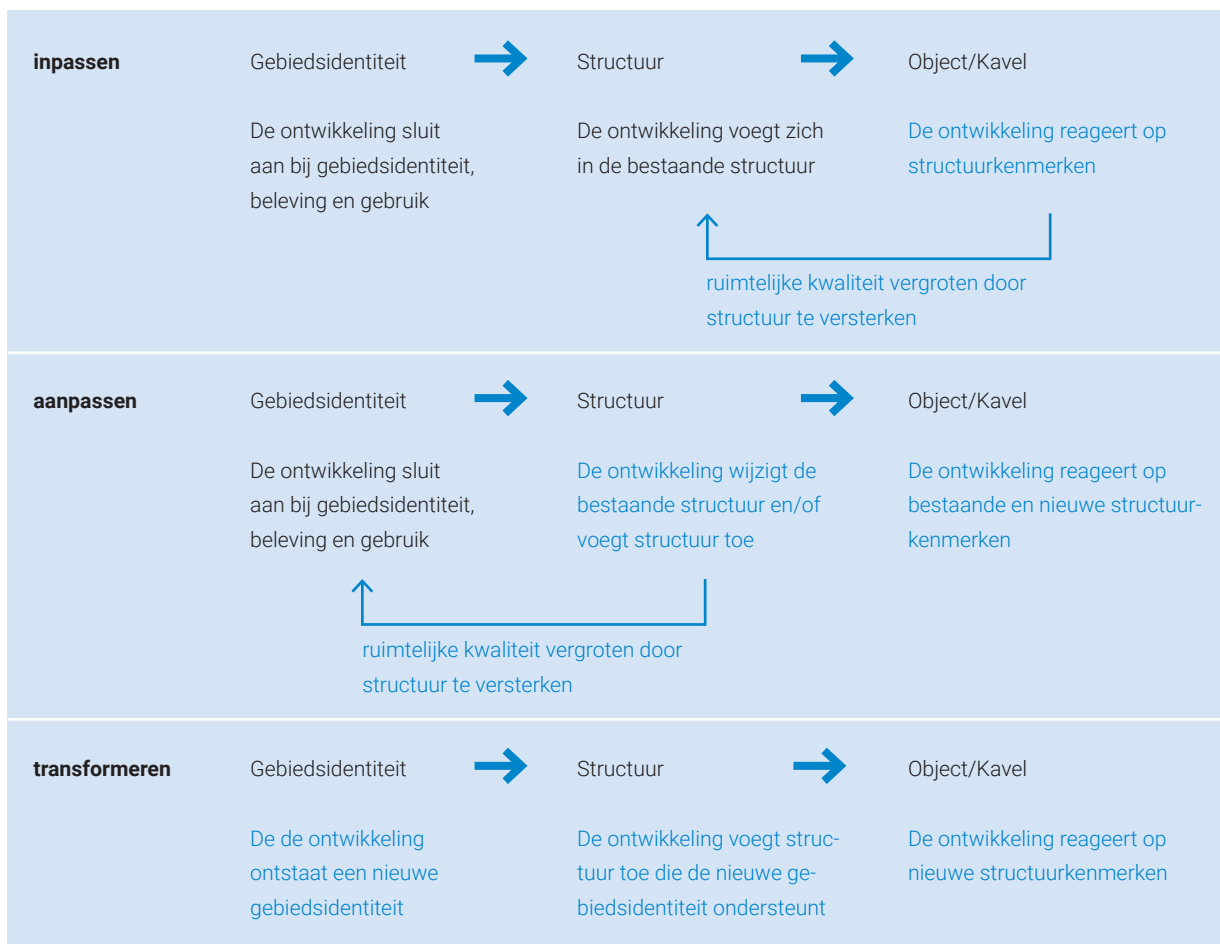 inpassen
Gebiedsidentiteit
Structuur
Object/Kavel
De ontwikkeling sluit
aan bij gebiedsidentiteit,
beleving en gebruik
De ontwikkeling voegt zich
in de bestaande structuur
De ontwikkeling reageert op
structuurkenmerken
ruimtelijke kwaliteit vergroten door
structuur te versterken
aanpassen
Gebiedsidentiteit
Structuur
Object/Kavel
De ontwikkeling sluit
aan bij gebiedsidentiteit,
beleving en gebruik
De ontwikkeling wijzigt de
bestaande structuur en/of
voegt structuur toe
De ontwikkeling reageert op
bestaande en nieuwe structuur-
kenmerken
ruimtelijke kwaliteit vergroten door
structuur te versterken
transformeren
Gebiedsidentiteit
Structuur
Object/Kavel
De de ontwikkeling
ontstaat een nieuwe
gebiedsidentiteit
De ontwikkeling voegt struc-
tuur toe die de nieuwe ge-
biedsidentiteit ondersteunt
De ontwikkeling reageert op
nieuwe structuurkenmerken